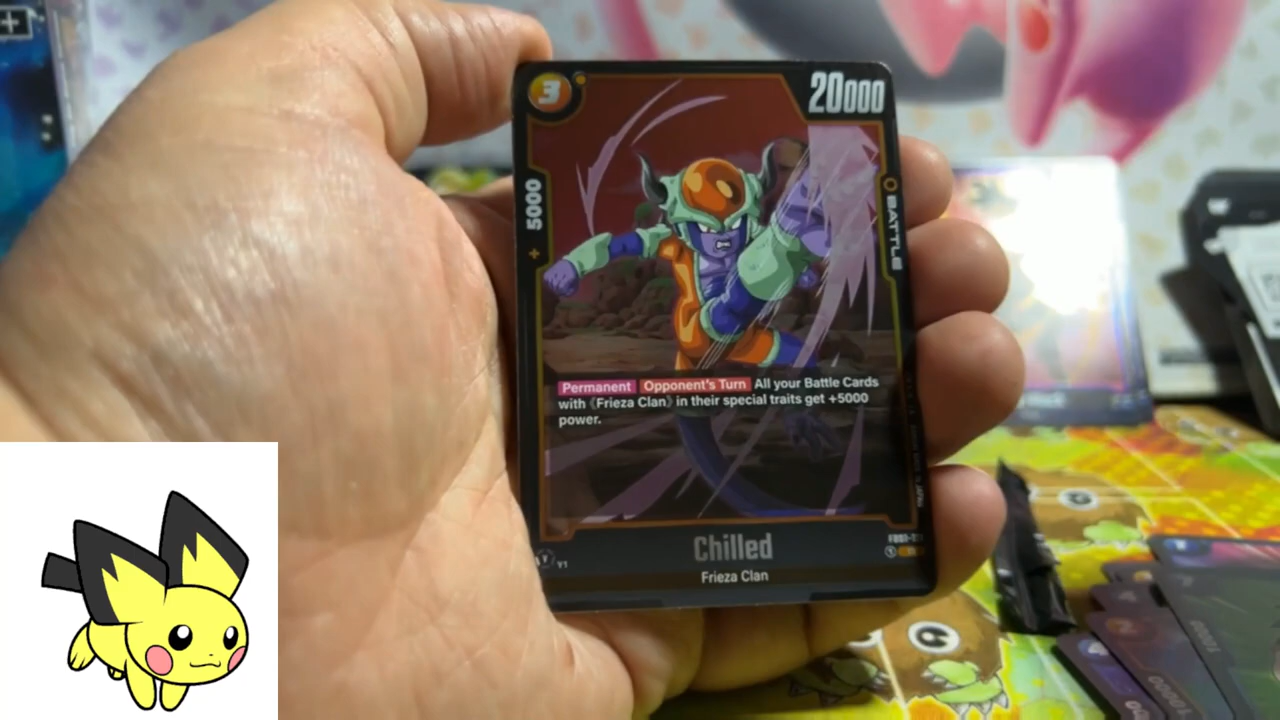 3
20000
+ 5000
BATTLE
Permanent Opponent's Turn All your Battle Cards
with 《Frieza Clan》 in their special traits get +5000
power.
Chilled
Frieza Clan
10000